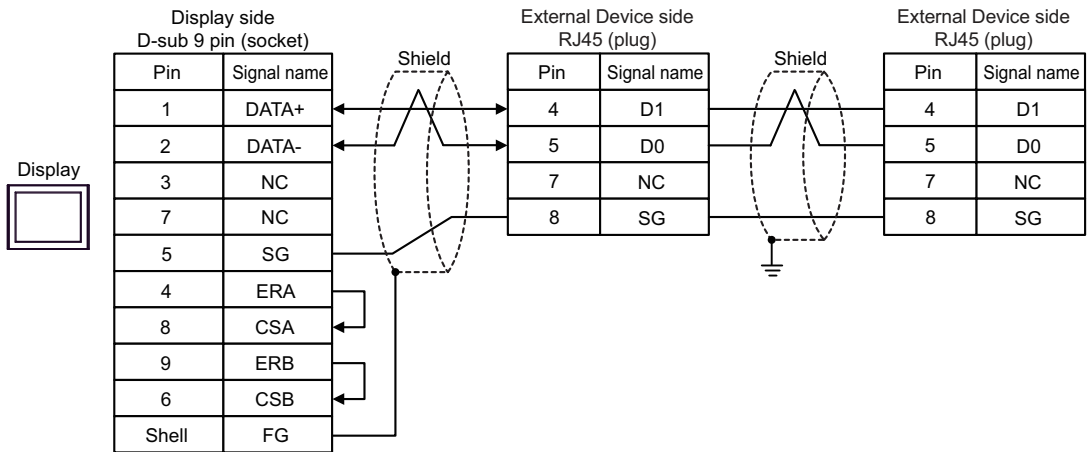 Display side
D-sub 9 pin (socket)
External Device side
RJ45 (plug)
External Device side
RJ45 (plug)
Shield
Shield
Display
Pin Signal name
1 DATA+
2 DATA-
3 NC
7 NC
5 SG
4 ERA
8 CSA
9 ERB
6 CSB
Shell FG
Pin Signal name
4 D1
5 D0
7 NC
8 SG
Pin Signal name
4 D1
5 D0
7 NC
8 SG